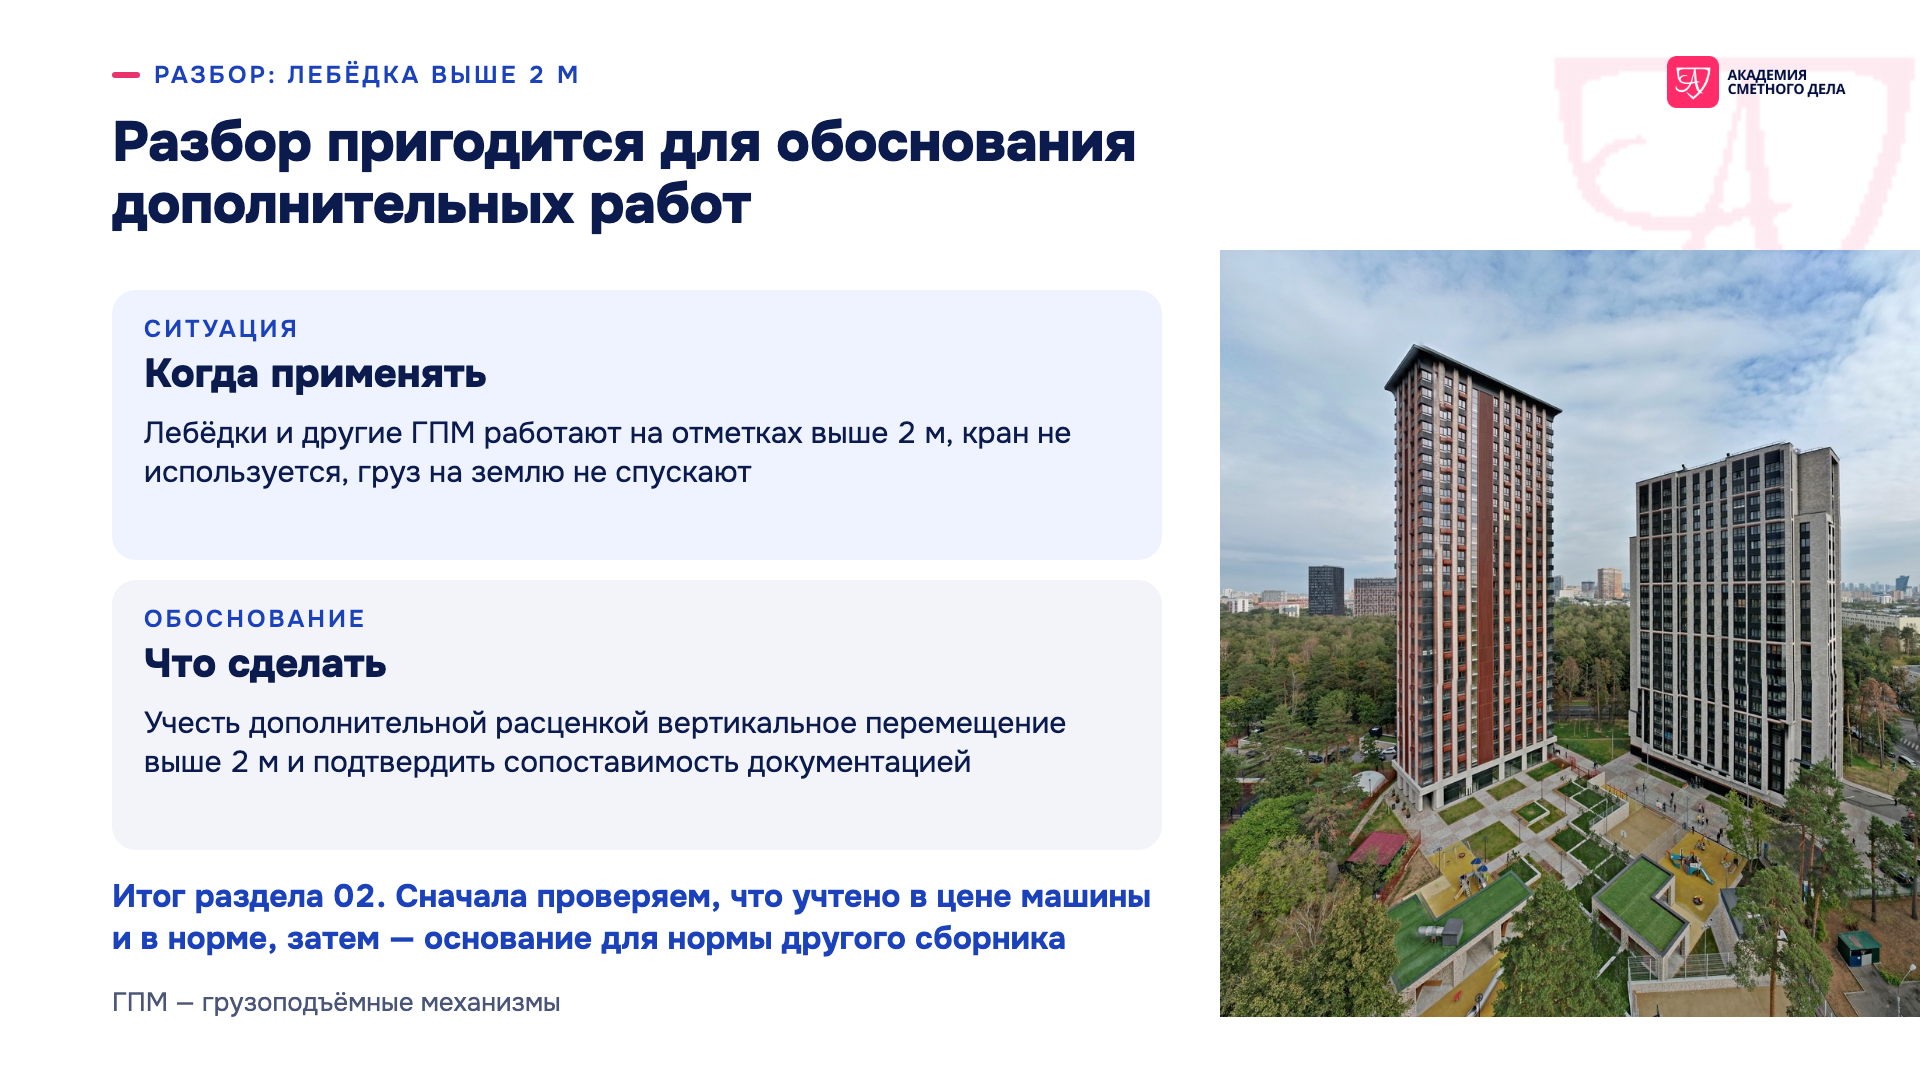 РАЗБОР: ЛЕБЁДКА ВЫШЕ 2 М
АКАДЕМИЯ
СМЕТНОГО ДЕЛА
Разбор пригодится для обоснования
дополнительных работ
СИТУАЦИЯ
Когда применять
Лебёдки и другие ГПМ работают на отметках выше 2 м, кран не
используется, груз на землю не спускают
ОБОСНОВАНИЕ
Что сделать
Учесть дополнительной расценкой вертикальное перемещение
выше 2 м и подтвердить сопоставимость документацией
Итог раздела 02. Сначала проверяем, что учтено в цене машины
и в норме, затем — основание для нормы другого сборника
ГПМ — грузоподъёмные механизмы